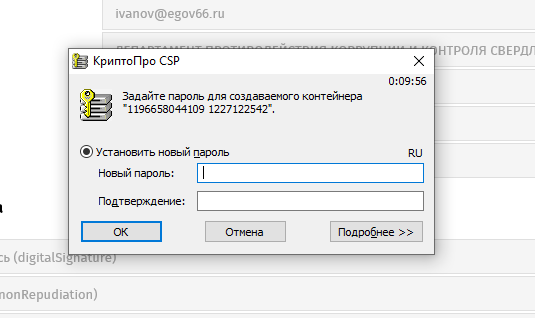 ivanov@egov66.ru
ДЕПАРТАМЕНТ ПРОТИВОДЕЙСТВИЯ КОРРУПЦИИ И КОНТРОЛЯ СВЕРДЛ
КриптоПро CSP
0:09:56
Задайте пароль для создаваемого контейнера
"1196658044109 1227122542".
Установить новый пароль
RU
Новый пароль:
Подтверждение:
OK
Отмена
Подробнее >>
а
сь (digitalSignature)
nonRepudiation)